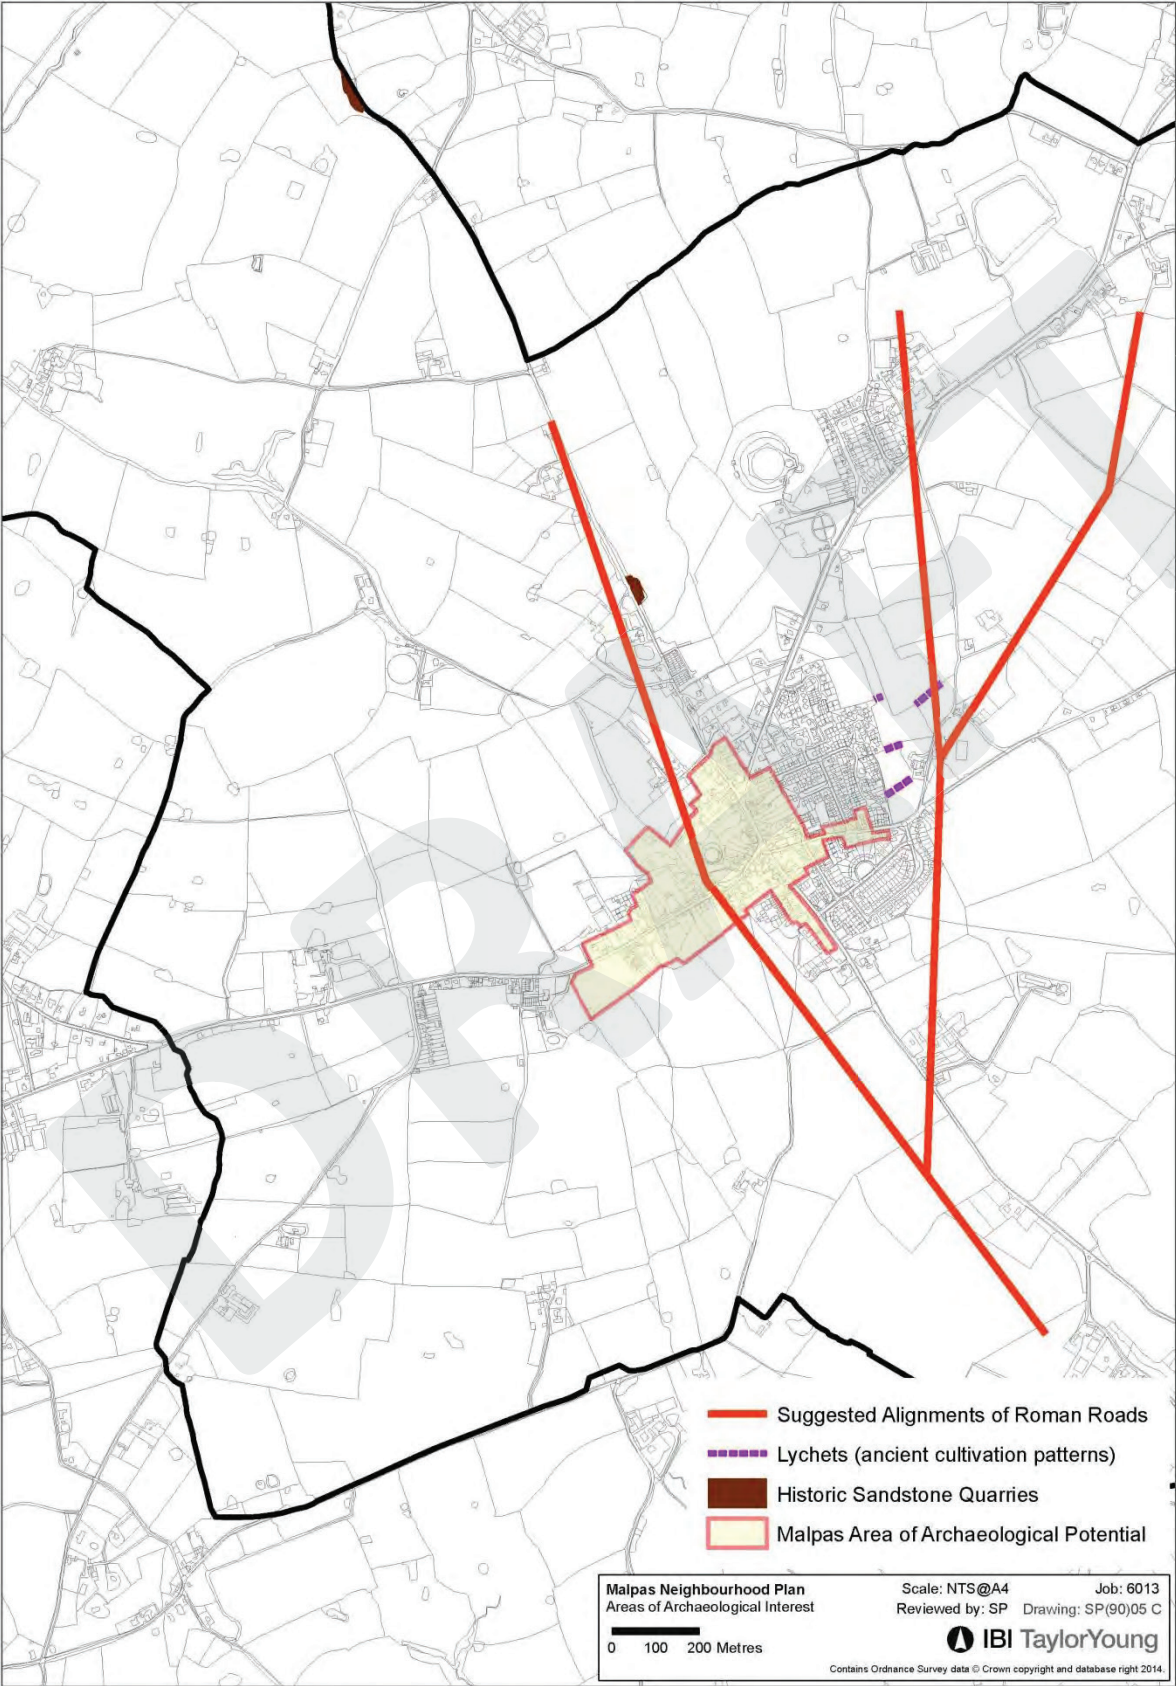 DRAFT
Suggested Alignments of Roman Roads
Lychets (ancient cultivation patterns)
Historic Sandstone Quarries
Malpas Area of Archaeological Potential
Malpas Neighbourhood Plan
Areas of Archaeological Interest
0 100 200 Metres
Scale: NTS@A4 Job: 6013
Reviewed by: SP Drawing: SP(90)05 C
IBI TaylorYoung
Contains Ordnance Survey data © Crown copyright and database right 2014.